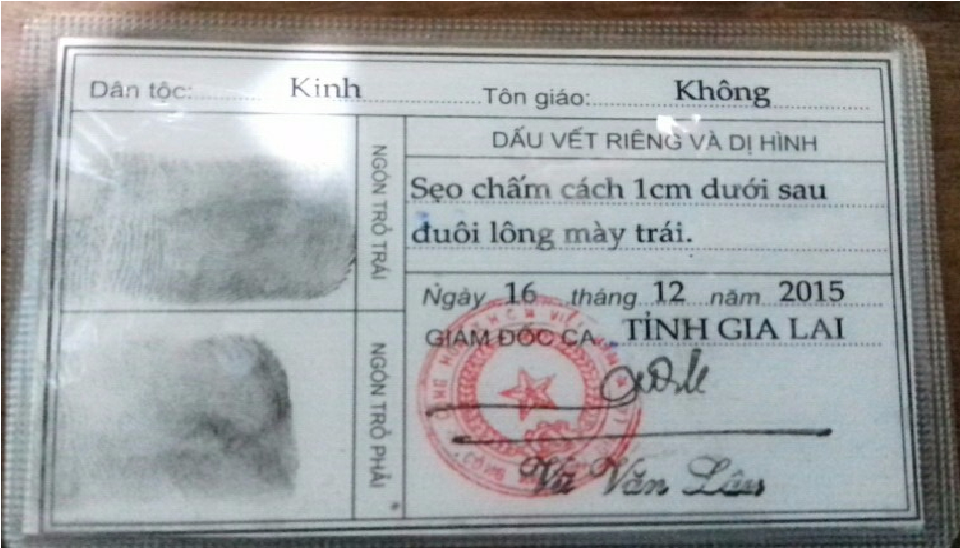 Dân tộc: Kinh Tôn giáo: Không
NGÓN TRỎ TRÁI
NGÓN TRỎ PHẢI
DẤU VẾT RIÊNG VÀ DỊ HÌNH
Sẹo chấm cách 1cm dưới sau
đuôi lông mày trái.
Ngày 16 tháng 12 năm 2015
GIÁM ĐỐC CA TỈNH GIA LAI
Vũ Văn Lâu